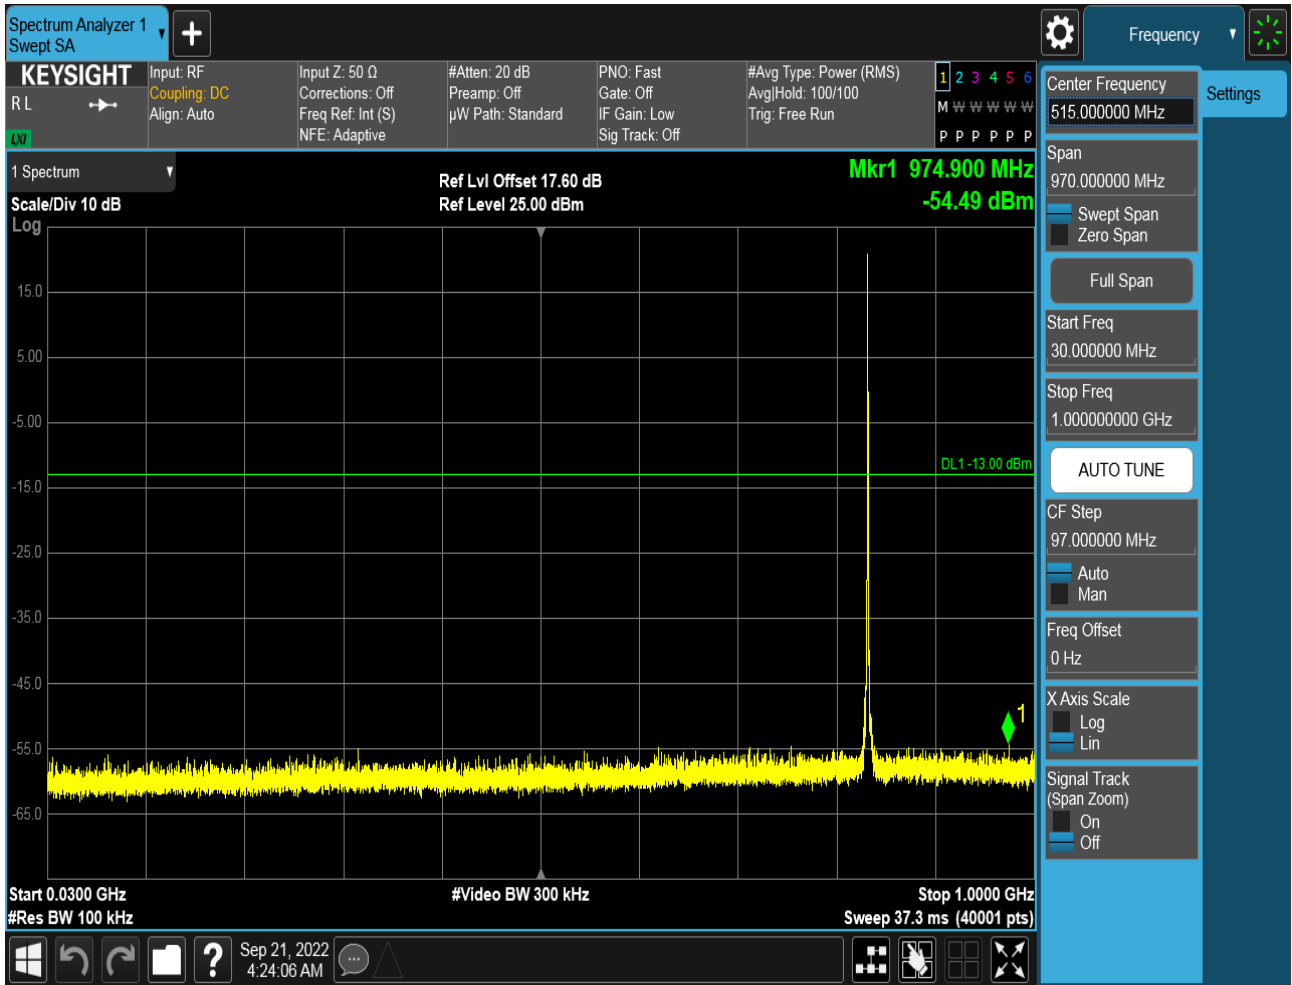 Spectrum Analyzer 1
Swept SA
Frequency
KEYSIGHT
R L
LXI
Input: RF
Coupling: DC
Align: Auto
Input Z: 50 Ω
Corrections: Off
Freq Ref: Int (S)
NFE: Adaptive
#Atten: 20 dB
Preamp: Off
µW Path: Standard
PNO: Fast
Gate: Off
IF Gain: Low
Sig Track: Off
#Avg Type: Power (RMS)
Avg|Hold: 100/100
Trig: Free Run
1 2 3 4 5 6
M W W W W W
P P P P P P
1 Spectrum
Scale/Div 10 dB
Log
Ref Lvl Offset 17.60 dB
Ref Level 25.00 dBm
Mkr1 974.900 MHz
-54.49 dBm
15.0
5.00
-5.00
-15.0
-25.0
-35.0
-45.0
-55.0
-65.0
DL1 -13.00 dBm
1
Start 0.0300 GHz
#Res BW 100 kHz
#Video BW 300 kHz
Stop 1.0000 GHz
Sweep 37.3 ms (40001 pts)
Center Frequency
515.000000 MHz
Settings
Span
970.000000 MHz
Swept Span
Zero Span
Full Span
Start Freq
30.000000 MHz
Stop Freq
1.000000000 GHz
AUTO TUNE
CF Step
97.000000 MHz
Auto
Man
Freq Offset
0 Hz
X Axis Scale
Log
Lin
Signal Track
(Span Zoom)
On
Off
?
Sep 21, 2022
4:24:06 AM